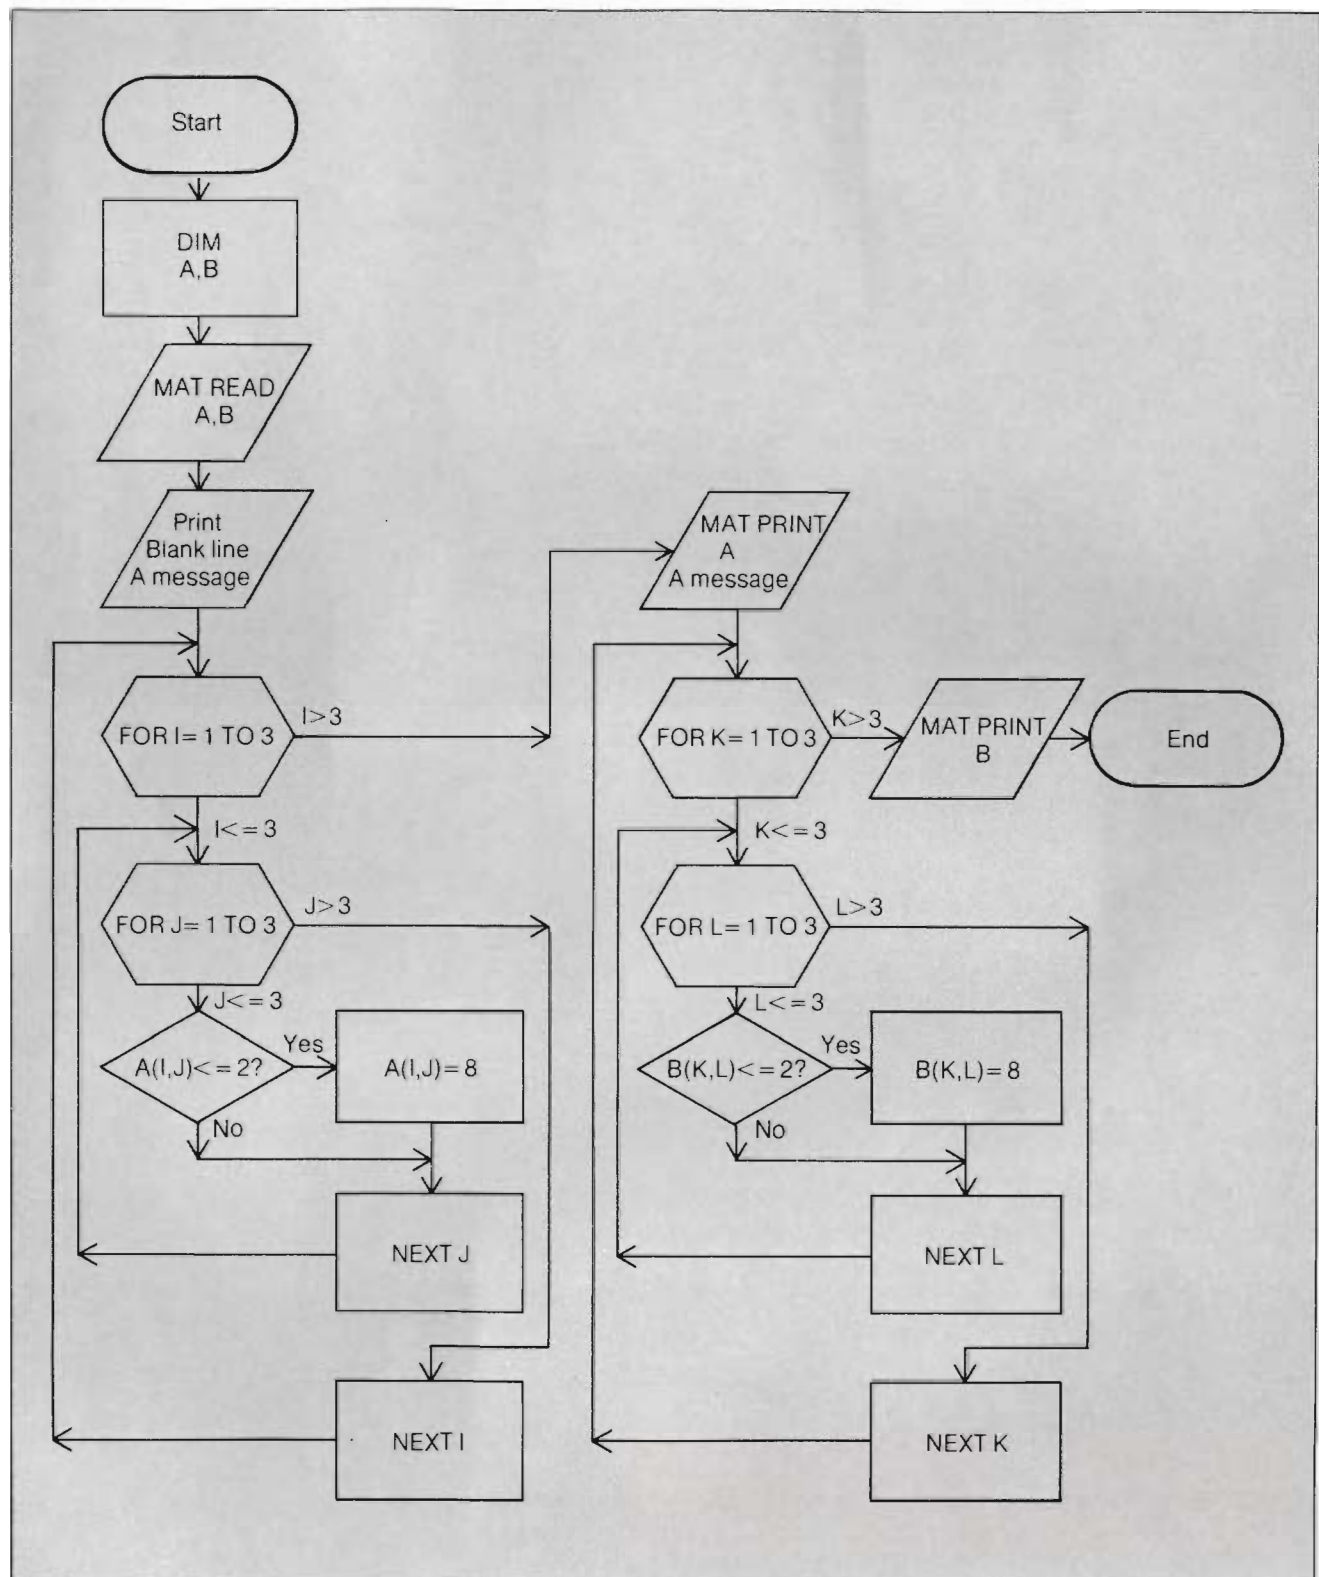 Start
DIM
A,B
MAT READ
A,B
Print
Blank line
A message
FOR I= 1 TO 3
I>3
I<=3
FOR J= 1 TO 3
J>3
J<=3
A(I,J)<=2?
Yes
A(I,J)=8
No
NEXT J
NEXT I
MAT PRINT
A
A message
FOR K= 1 TO 3
K>3
MAT PRINT
B
End
K<=3
FOR L= 1 TO 3
L>3
L<=3
B(K,L)<=2?
Yes
B(K,L)=8
No
NEXT L
NEXT K